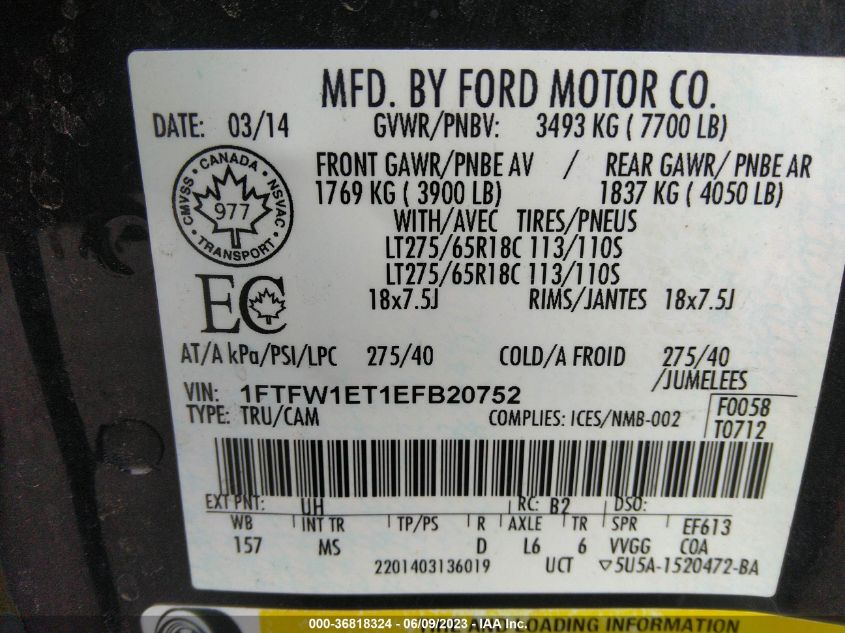 MFD. BY FORD MOTOR CO.
DATE: 03/14 GVWR/PNBV: 3493 KG ( 7700 LB)
FRONT GAWR/PNBE AV / REAR GAWR/ PNBE AR
1769 KG ( 3900 LB) 1837 KG ( 4050 LB)
CANADA
CMVSS NSVAC
977
TRANSPORT
WITH/AVEC TIRES/PNEUS
LT275/65R18C 113/110S
LT275/65R18C 113/110S
EC
18x7.5J RIMS/JANTES 18x7.5J
AT/A kPa/PSI/LPC 275/40 COLD/A FROID 275/40
/JUMELEES
VIN: 1FTFW1ET1EFB20752
TYPE: TRU/CAM COMPLIES: ICES/NMB-002
F0058
T0712
EXT PNT: UH RC: B2 DSO:
WB INT TR TP/PS R AXLE TR SPR EF613
157 MS D L6 6 VVGG COA
2201403136019 UCT ▽5U5A-1520472-BA
TIRE AND LOADING INFORMATION
000-36818324 - 06/09/2023 - IAA Inc.